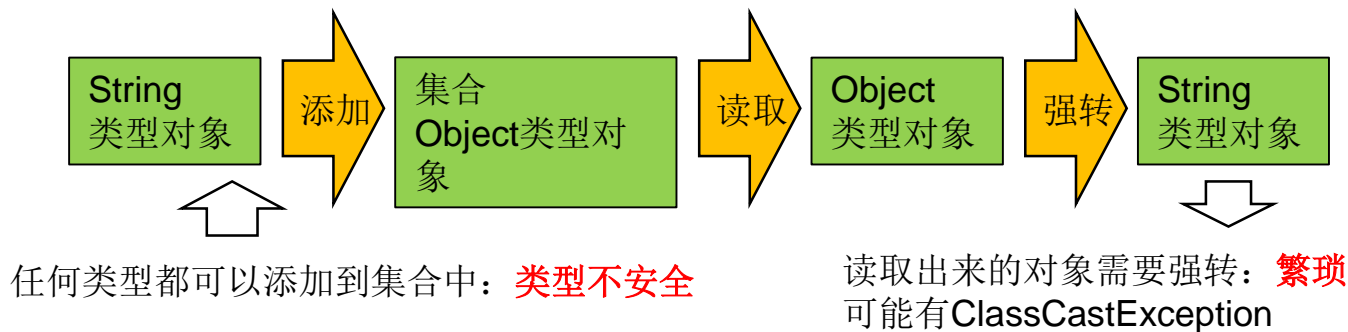 String
类型对象
添加
集合
Object类型对
象
读取
Object
类型对象
强转
String
类型对象
任何类型都可以添加到集合中：类型不安全
读取出来的对象需要强转：繁琐
可能有ClassCastException